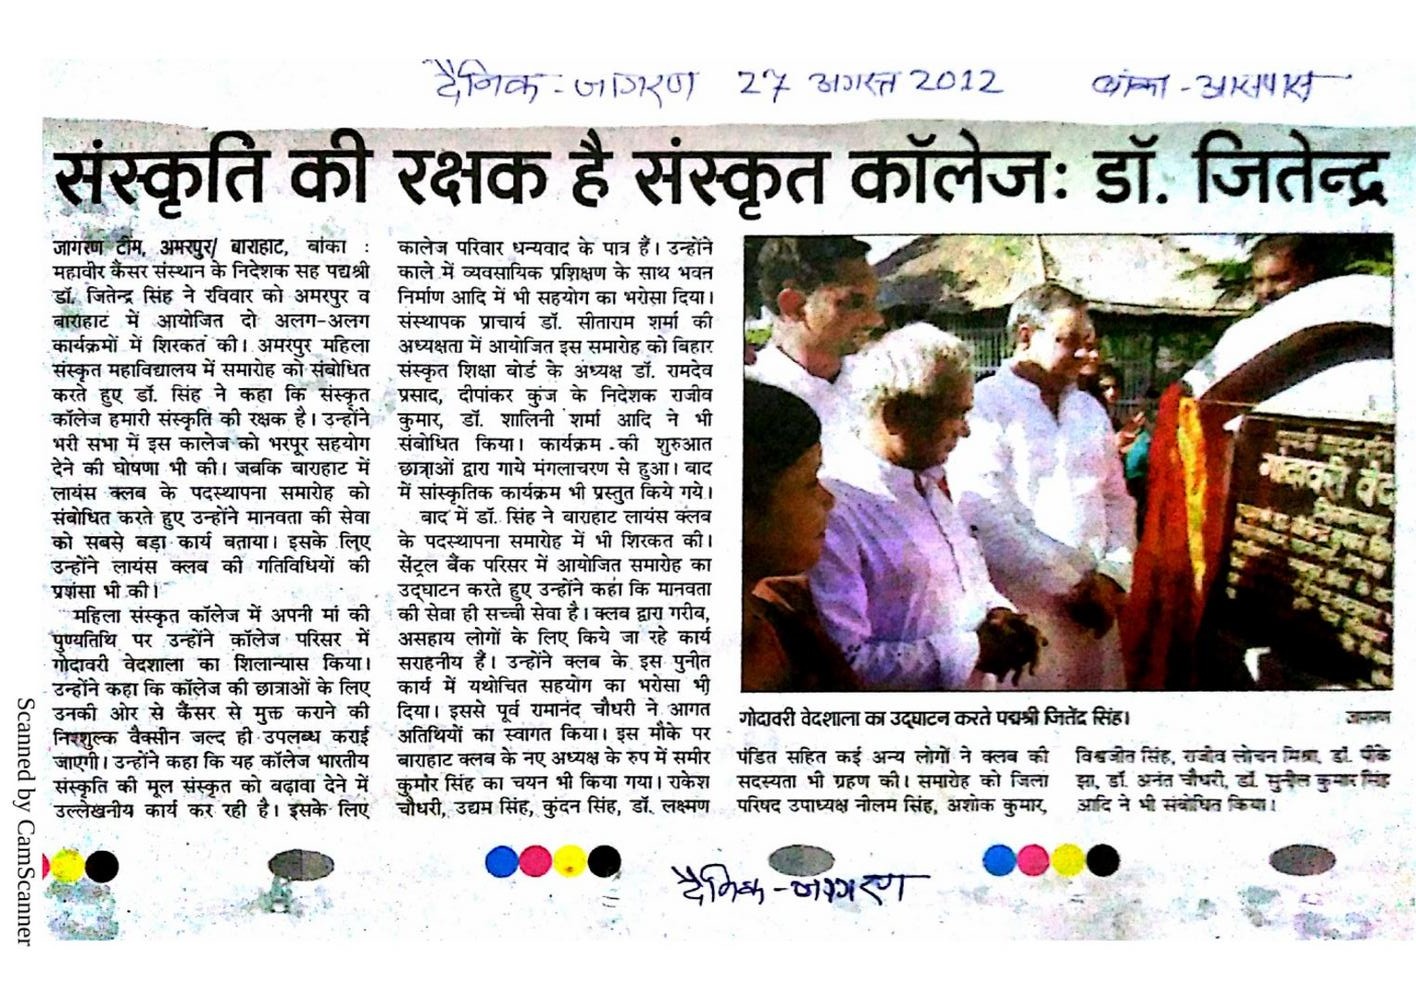 दैनिक-जागरण 27 अगस्त 2012 बांका-आसपास
संस्कृति की रक्षक है संस्कृत कॉलेजः डॉ. जितेन्द्र
जागरण टीम, अमरपुर/ बाराहाट, बांका :
महावीर कैंसर संस्थान के निदेशक सह पद्मश्री
डॉ. जितेन्द्र सिंह ने रविवार को अमरपुर व
बाराहाट में आयोजित दो अलग-अलग
कार्यक्रमों में शिरकत की। अमरपुर महिला
संस्कृत महाविद्यालय में समारोह को संबोधित
करते हुए डॉ. सिंह ने कहा कि संस्कृत
कॉलेज हमारी संस्कृति की रक्षक है। उन्होंने
भरी सभा में इस कालेज को भरपूर सहयोग
देने की घोषणा भी की। जबकि बाराहाट में
लायंस क्लब के पदस्थापना समारोह को
संबोधित करते हुए उन्होंने मानवता की सेवा
को सबसे बड़ा कार्य बताया। इसके लिए
उन्होंने लायंस क्लब की गतिविधियों की
प्रशंसा भी की।
महिला संस्कृत कॉलेज में अपनी मां की
पुण्यतिथि पर उन्होंने कॉलेज परिसर में
गोदावरी वेदशाला का शिलान्यास किया।
उन्होंने कहा कि कॉलेज की छात्राओं के लिए
उनकी ओर से कैंसर से मुक्त कराने की
निश्शुल्क वैक्सीन जल्द ही उपलब्ध कराई
जाएगी। उन्होंने कहा कि यह कॉलेज भारतीय
संस्कृति की मूल संस्कृत को बढ़ावा देने में
उल्लेखनीय कार्य कर रही है। इसके लिए
कालेज परिवार धन्यवाद के पात्र हैं। उन्होंने
काले में व्यवसायिक प्रशिक्षण के साथ भवन
निर्माण आदि में भी सहयोग का भरोसा दिया।
संस्थापक प्राचार्य डॉ. सीताराम शर्मा की
अध्यक्षता में आयोजित इस समारोह को बिहार
संस्कृत शिक्षा बोर्ड के अध्यक्ष डॉ. रामदेव
प्रसाद, दीपांकर कुंज के निदेशक राजीव
कुमार, डॉ. शालिनी शर्मा आदि ने भी
संबोधित किया। कार्यक्रम की शुरुआत
छात्राओं द्वारा गाये मंगलाचरण से हुआ। बाद
में सांस्कृतिक कार्यक्रम भी प्रस्तुत किये गये।
बाद में डॉ. सिंह ने बाराहाट लायंस क्लब
के पदस्थापना समारोह में भी शिरकत की।
सेंट्रल बैंक परिसर में आयोजित समारोह का
उद्घाटन करते हुए उन्होंने कहा कि मानवता
की सेवा ही सच्ची सेवा है। क्लब द्वारा गरीब,
असहाय लोगों के लिए किये जा रहे कार्य
सराहनीय हैं। उन्होंने क्लब के इस पुनीत
कार्य में यथोचित सहयोग का भरोसा भी
दिया। इससे पूर्व रामानंद चौधरी ने आगत
अतिथियों का स्वागत किया। इस मौके पर
बाराहाट क्लब के नए अध्यक्ष के रुप में समीर
कुमार सिंह का चयन भी किया गया। राकेश
चौधरी, उद्यम सिंह, कुंदन सिंह, डॉ. लक्ष्मण
गोदावरी वेद
गोदावरी वेदशाला का उद्घाटन करते पद्मश्री जितेंद्र सिंह।
जागरण
पंडित सहित कई अन्य लोगों ने क्लब की
सदस्यता भी ग्रहण की। समारोह को जिला
परिषद उपाध्यक्ष नीलम सिंह, अशोक कुमार,
विश्वजीत सिंह, राजीव लोचन मिश्रा, डॉ. पीके
झा, डॉ. अनंत चौधरी, डॉ. सुनील कुमार सिंह
आदि ने भी संबोधित किया।
दैनिक-जागरण
Scanned by CamScanner